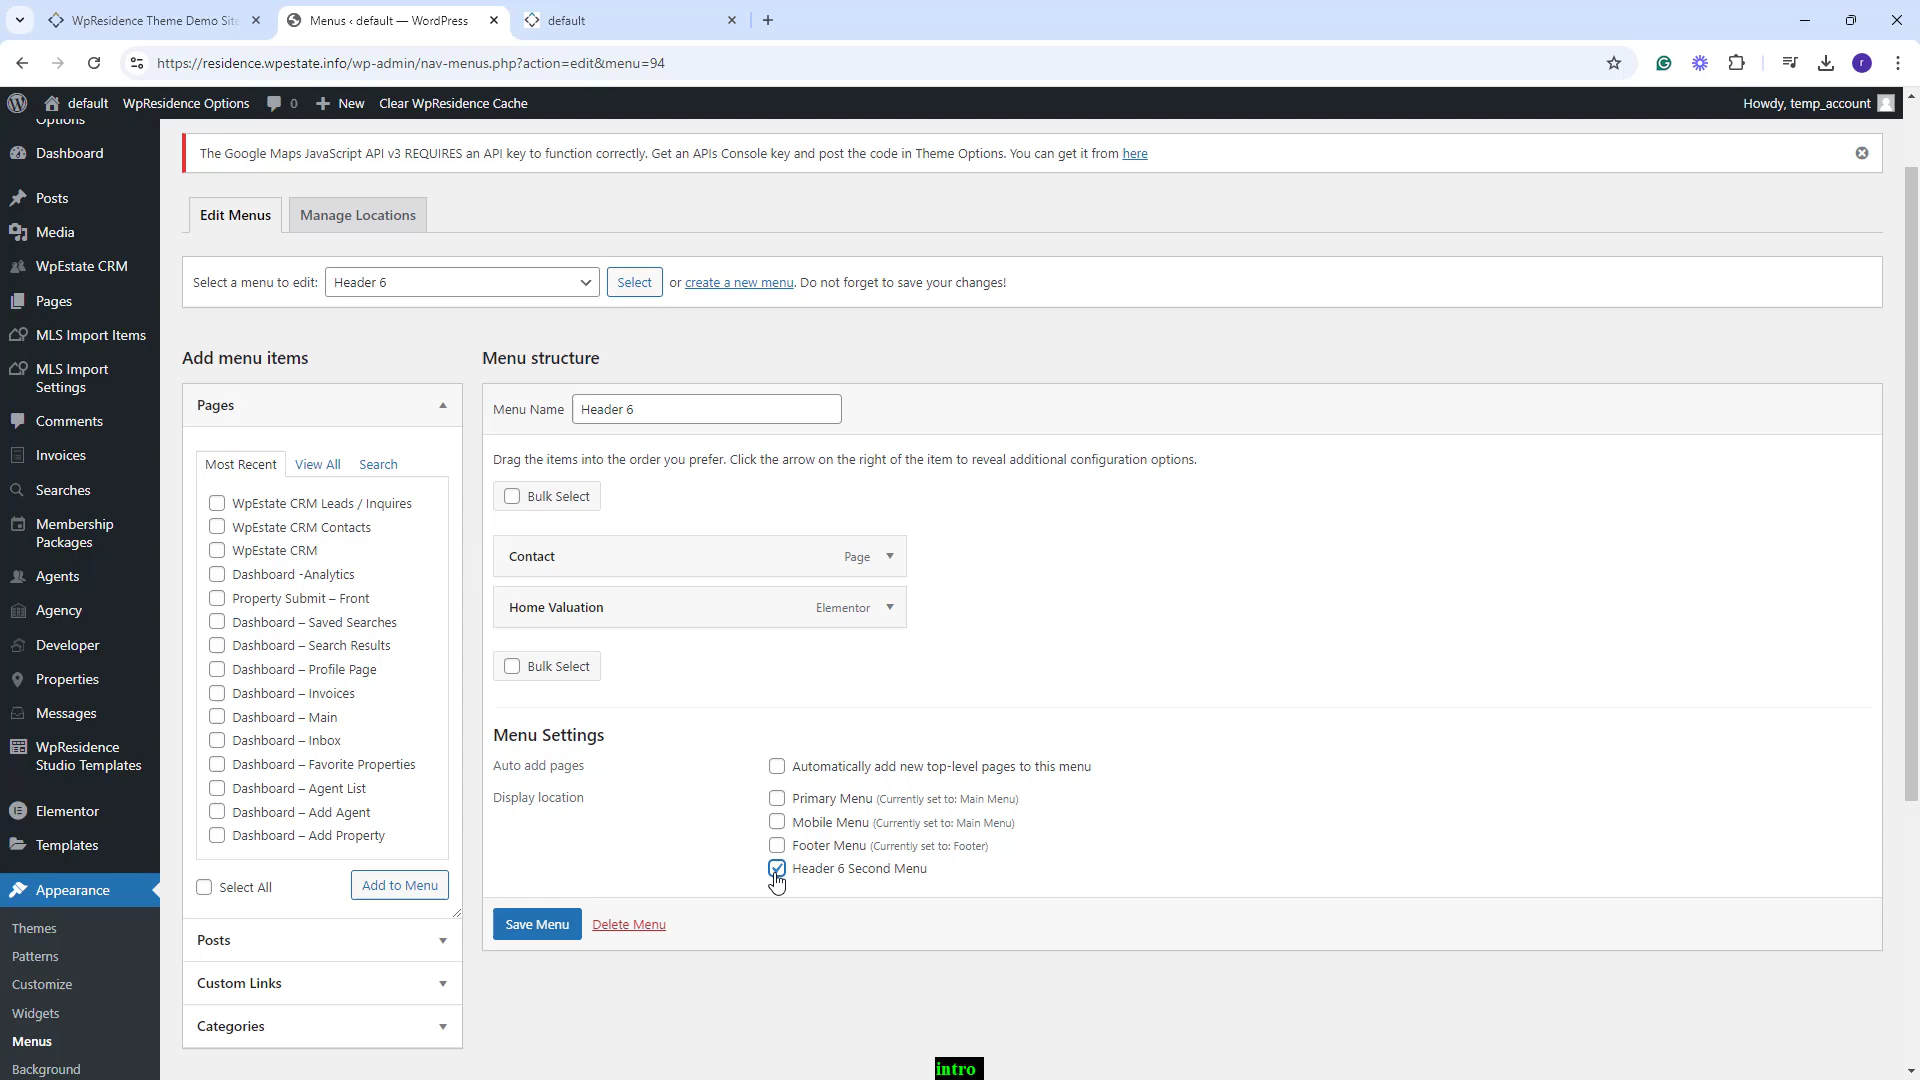 WpResidence Theme Demo Site
Menus ‹ default — WordPress
default
https://residence.wpestate.info/wp-admin/nav-menus.php?action=edit&menu=94
r
default
WpResidence Options
0
New
Clear WpResidence Cache
Howdy, temp_account
Options
Dashboard
Posts
Media
WpEstate CRM
Pages
MLS Import Items
MLS Import
Settings
Comments
Invoices
Searches
Membership
Packages
Agents
Agency
Developer
Properties
Messages
WpResidence
Studio Templates
Elementor
Templates
Appearance
Themes
Patterns
Customize
Widgets
Menus
Background
The Google Maps JavaScript API v3 REQUIRES an API key to function correctly. Get an APIs Console key and post the code in Theme Options. You can get it from here
Edit Menus
Manage Locations
Select a menu to edit:
Header 6
Select
or create a new menu. Do not forget to save your changes!
Add menu items
Pages
Most Recent
View All
Search
WpEstate CRM Leads / Inquires
WpEstate CRM Contacts
WpEstate CRM
Dashboard -Analytics
Property Submit – Front
Dashboard – Saved Searches
Dashboard – Search Results
Dashboard – Profile Page
Dashboard – Invoices
Dashboard – Main
Dashboard – Inbox
Dashboard – Favorite Properties
Dashboard – Agent List
Dashboard – Add Agent
Dashboard – Add Property
Select All
Add to Menu
Posts
Custom Links
Categories
Menu structure
Menu Name
Header 6
Drag the items into the order you prefer. Click the arrow on the right of the item to reveal additional configuration options.
Bulk Select
Contact
Page
Home Valuation
Elementor
Bulk Select
Menu Settings
Auto add pages
Automatically add new top-level pages to this menu
Display location
Primary Menu (Currently set to: Main Menu)
Mobile Menu (Currently set to: Main Menu)
Footer Menu (Currently set to: Footer)
Header 6 Second Menu
Save Menu
Delete Menu
intro